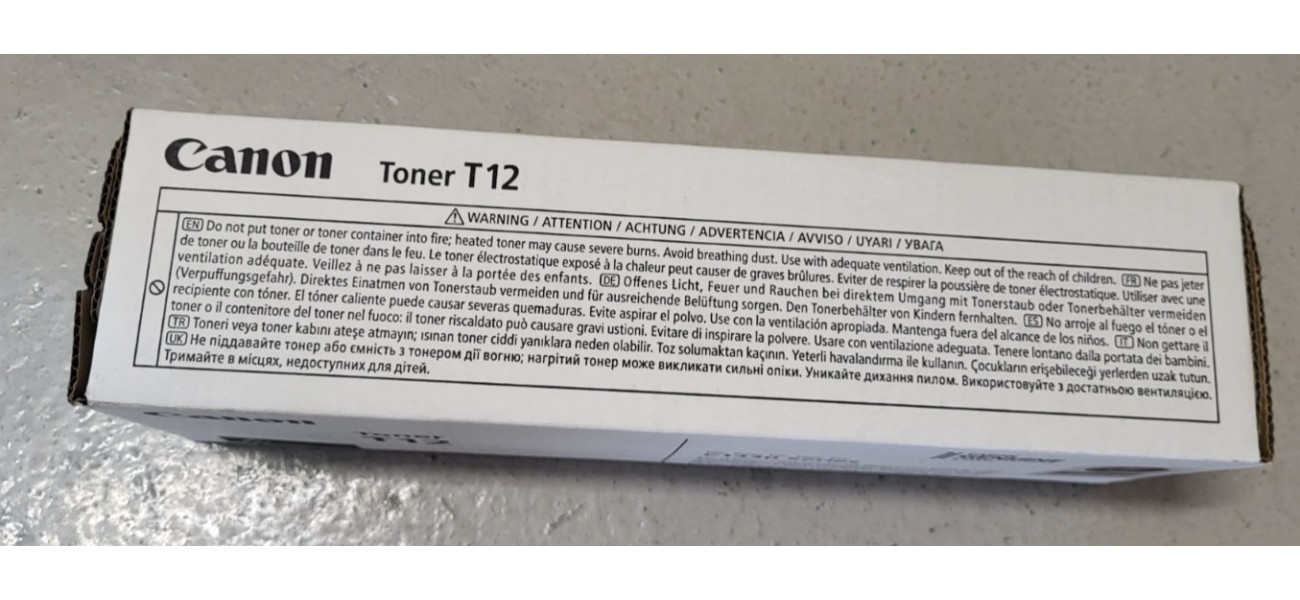 Canon Toner T12
⚠ WARNING / ATTENTION / ACHTUNG / ADVERTENCIA / AVVISO / UYARI / УВАГА
EN Do not put toner or toner container into fire; heated toner may cause severe burns. Avoid breathing dust. Use with adequate ventilation. Keep out of the reach of children. FR Ne pas jeter
de toner ou la bouteille de toner dans le feu. Le toner électrostatique exposé à la chaleur peut causer de graves brûlures. Eviter de respirer la poussière de toner électrostatique. Utiliser avec une
ventilation adéquate. Veillez à ne pas laisser à la portée des enfants. DE Offenes Licht, Feuer und Rauchen bei direktem Umgang mit Tonerstaub oder Tonerbehälter vermeiden
(Verpuffungsgefahr). Direktes Einatmen von Tonerstaub vermeiden und für ausreichende Belüftung sorgen. Den Tonerbehälter von Kindern fernhalten. ES No arroje al fuego el tóner o el
recipiente con tóner. El tóner caliente puede causar severas quemaduras. Evite aspirar el polvo. Use con la ventilación apropiada. Mantenga fuera del alcance de los niños. IT Non gettare il
toner o il contenitore del toner nel fuoco: il toner riscaldato può causare gravi ustioni. Evitare di inspirare la polvere. Usare con ventilazione adeguata. Tenere lontano dalla portata dei bambini.
TR Toneri veya toner kabını ateşe atmayın; ısınan toner ciddi yanıklara neden olabilir. Toz solumaktan kaçının. Yeterli havalandırma ile kullanın. Çocukların erişebileceği yerlerden uzak tutun.
UK Не піддавайте тонер або ємність з тонером дії вогню; нагрітий тонер може викликати сильні опіки. Уникайте дихання пилом. Використовуйте з достатньою вентиляцією.
Тримайте в місцях, недоступних для дітей.
Canon Toner T12